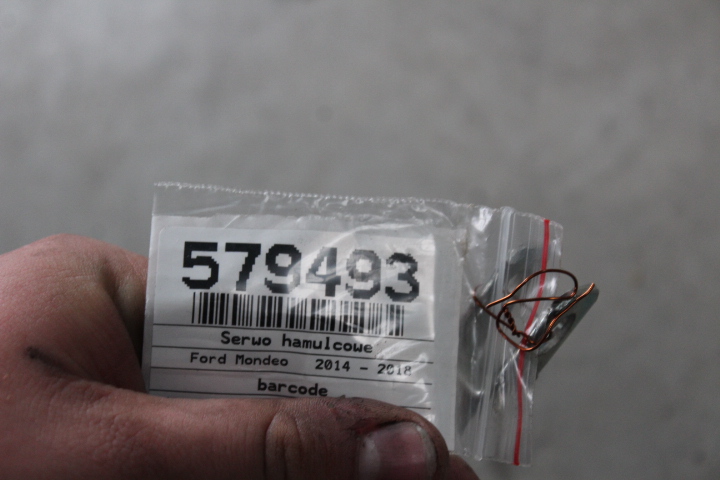 579493
Serwo hamulcowe
Ford Mondeo 2014 - 2018
barcode